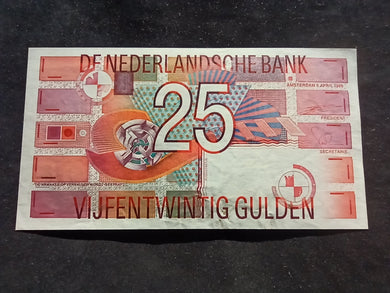 DE NEDERLANDSCHE BANK
AMSTERDAM 5 APRIL 1989
25
PRESIDENT
SECRETARIS
VIJFENTWINTIG GULDEN